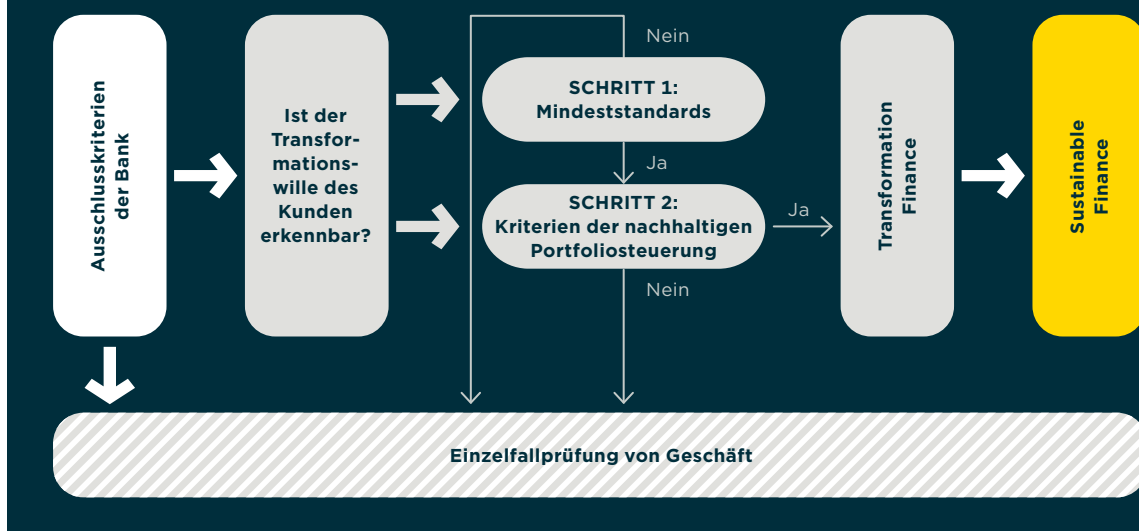 Ausschlusskriterien
der Bank
Ist der
Transfor-
mations-
wille des
Kunden
erkennbar?
Nein
SCHRITT 1:
Mindeststandards
Ja
SCHRITT 2:
Kriterien der nachhaltigen
Portfoliosteuerung
Ja
Nein
Transformation
Finance
Sustainable
Finance
Einzelfallprüfung von Geschäft